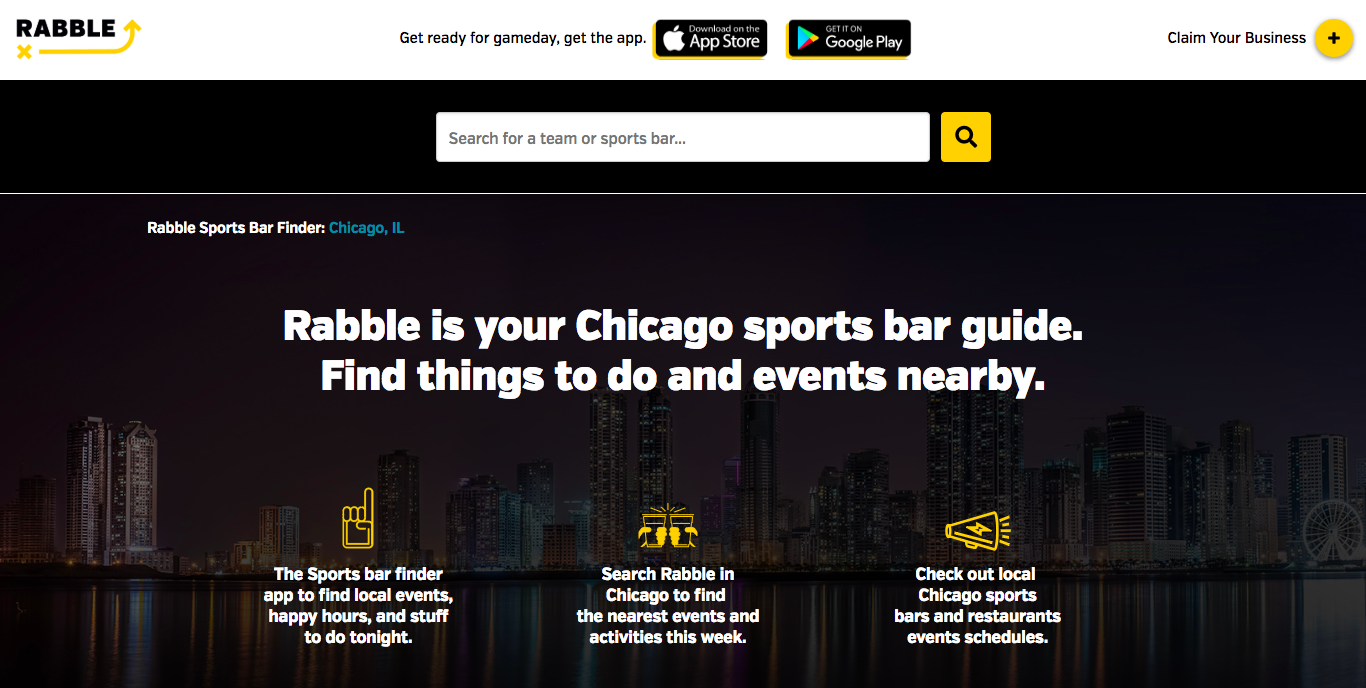 RABBLE
Get ready for gameday, get the app.
Download on the
App Store
GET IT ON
Google Play
Claim Your Business
Search for a team or sports bar...
Rabble Sports Bar Finder: Chicago, IL
Rabble is your Chicago sports bar guide.
Find things to do and events nearby.
The Sports bar finder
app to find local events,
happy hours, and stuff
to do tonight.
Search Rabble in
Chicago to find
the nearest events and
activities this week.
Check out local
Chicago sports
bars and restaurants
events schedules.